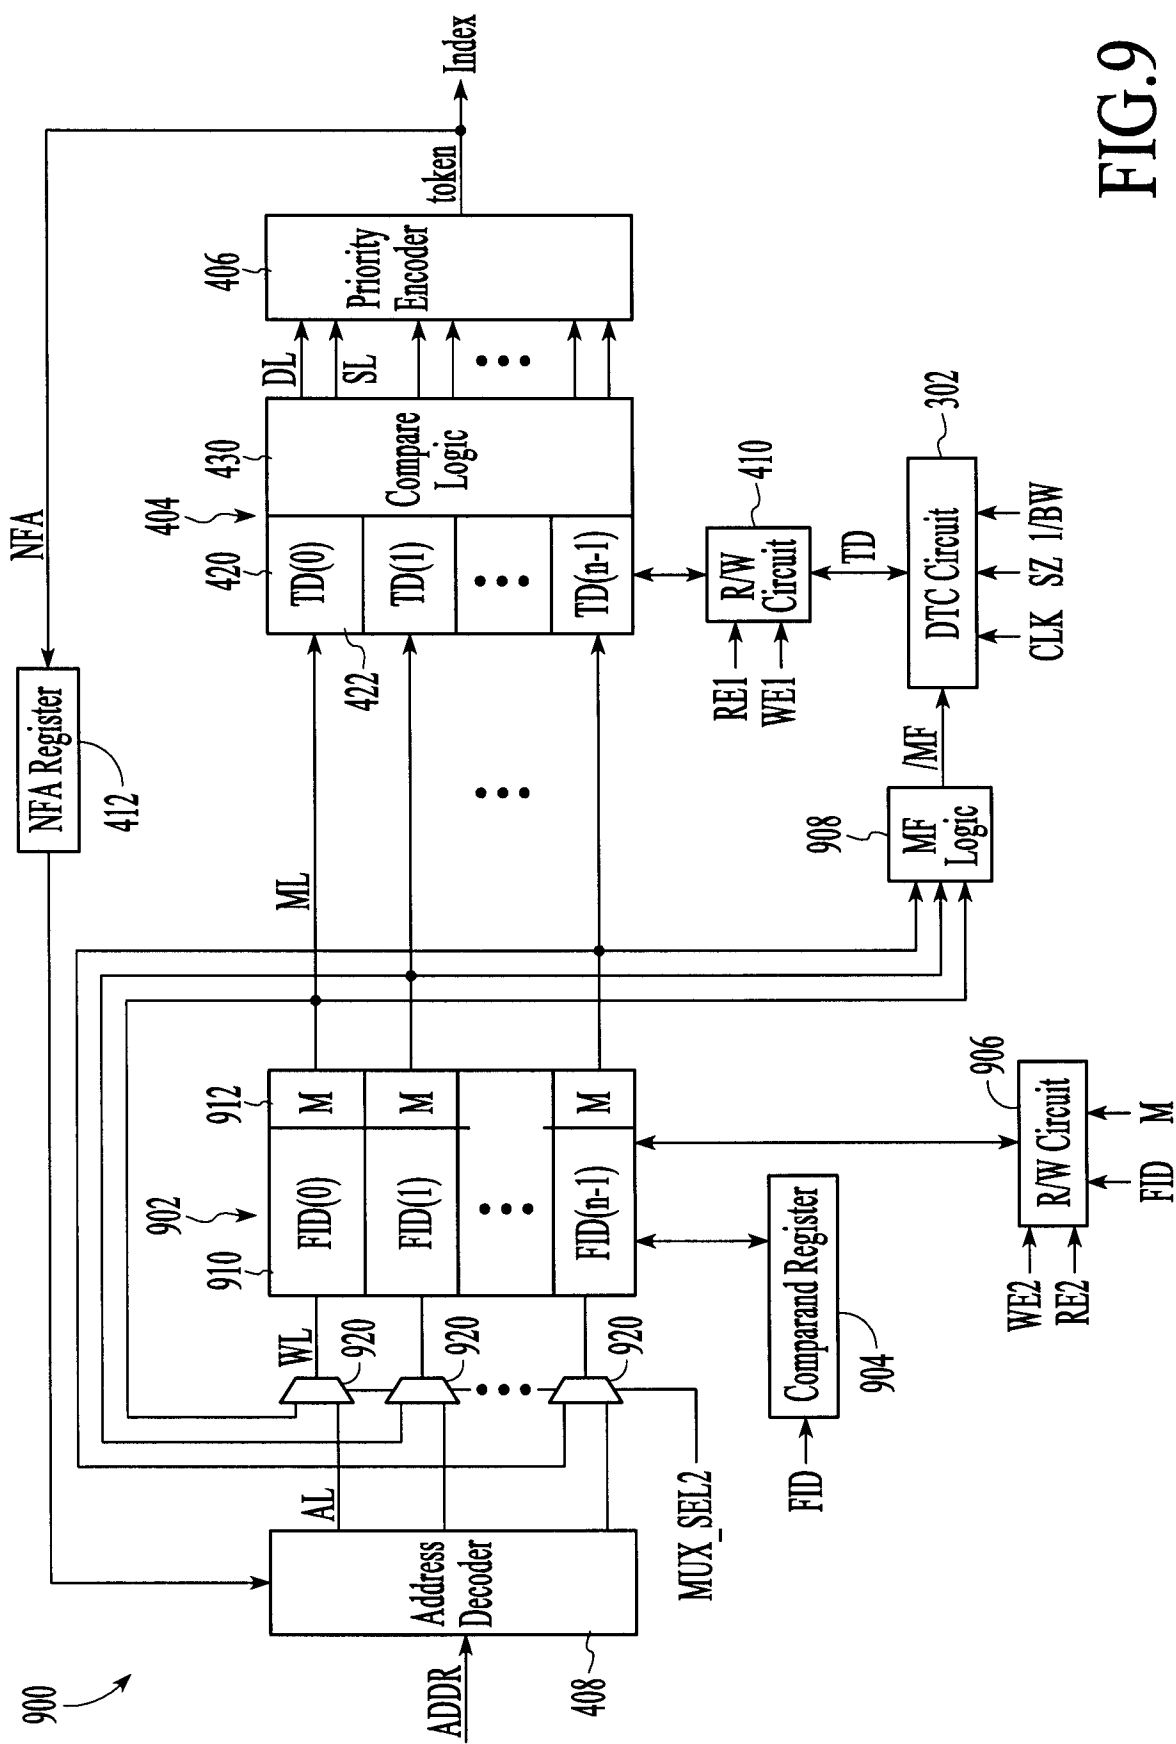 900
ADDR
Address
Decoder
408
AL
MUX_SEL2
WL
920
920
920
902
910
912
FID(0)
M
FID(1)
M
FID(n-1)
M
FID
Comparand Register
904
WE2
RE2
R/W Circuit
906
FID
M
NFA Register
412
NFA
ML
404
420
430
TD(0)
TD(1)
TD(n-1)
422
Compare
Logic
DL
SL
406
Priority
Encoder
token
Index
RE1
WE1
R/W
Circuit
410
TD
908
MF
Logic
/MF
DTC Circuit
302
CLK
SZ
1/BW
FIG.9